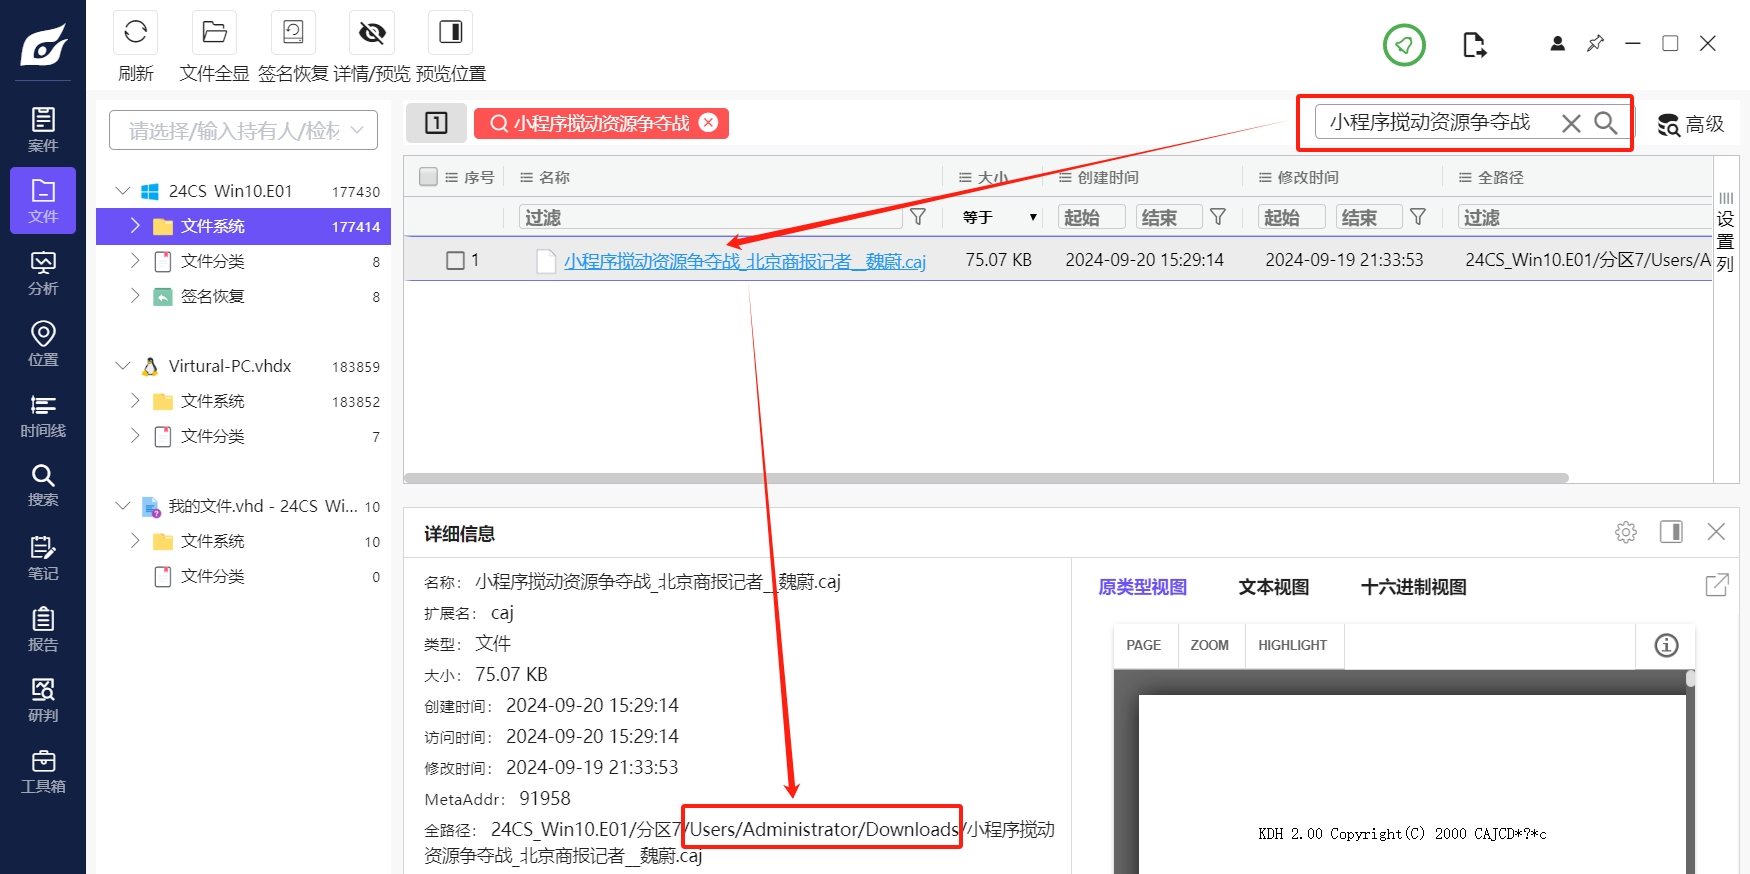 刷新
文件全显
签名恢复
详情/预览
预览位置
案件
文件
分析
位置
时间线
搜索
笔记
报告
研判
工具箱
请选择/输入持有人/检材
24CS_Win10.E01 177430
文件系统 177414
文件分类 8
签名恢复 8
Virtural-PC.vhdx 183859
文件系统 183852
文件分类 7
我的文件.vhd - 24CS_Wi... 10
文件系统 10
文件分类 0
1 小程序搅动资源争夺战
小程序搅动资源争夺战
高级
序号 名称 大小 创建时间 修改时间 全路径
过滤 等于 起始 结束 起始 结束 过滤
1 小程序搅动资源争夺战_北京商报记者__魏蔚.caj 75.07 KB 2024-09-20 15:29:14 2024-09-19 21:33:53 24CS_Win10.E01/分区7/Users/A
设置列
详细信息
名称： 小程序搅动资源争夺战_北京商报记者__魏蔚.caj
扩展名： caj
类型： 文件
大小： 75.07 KB
创建时间： 2024-09-20 15:29:14
访问时间： 2024-09-20 15:29:14
修改时间： 2024-09-19 21:33:53
MetaAddr： 91958
全路径： 24CS_Win10.E01/分区7/Users/Administrator/Downloads/小程序搅动
资源争夺战_北京商报记者__魏蔚.caj
原类型视图 文本视图 十六进制视图
PAGE ZOOM HIGHLIGHT
KDH 2.00 Copyright(C) 2000 CAJCD*?*c